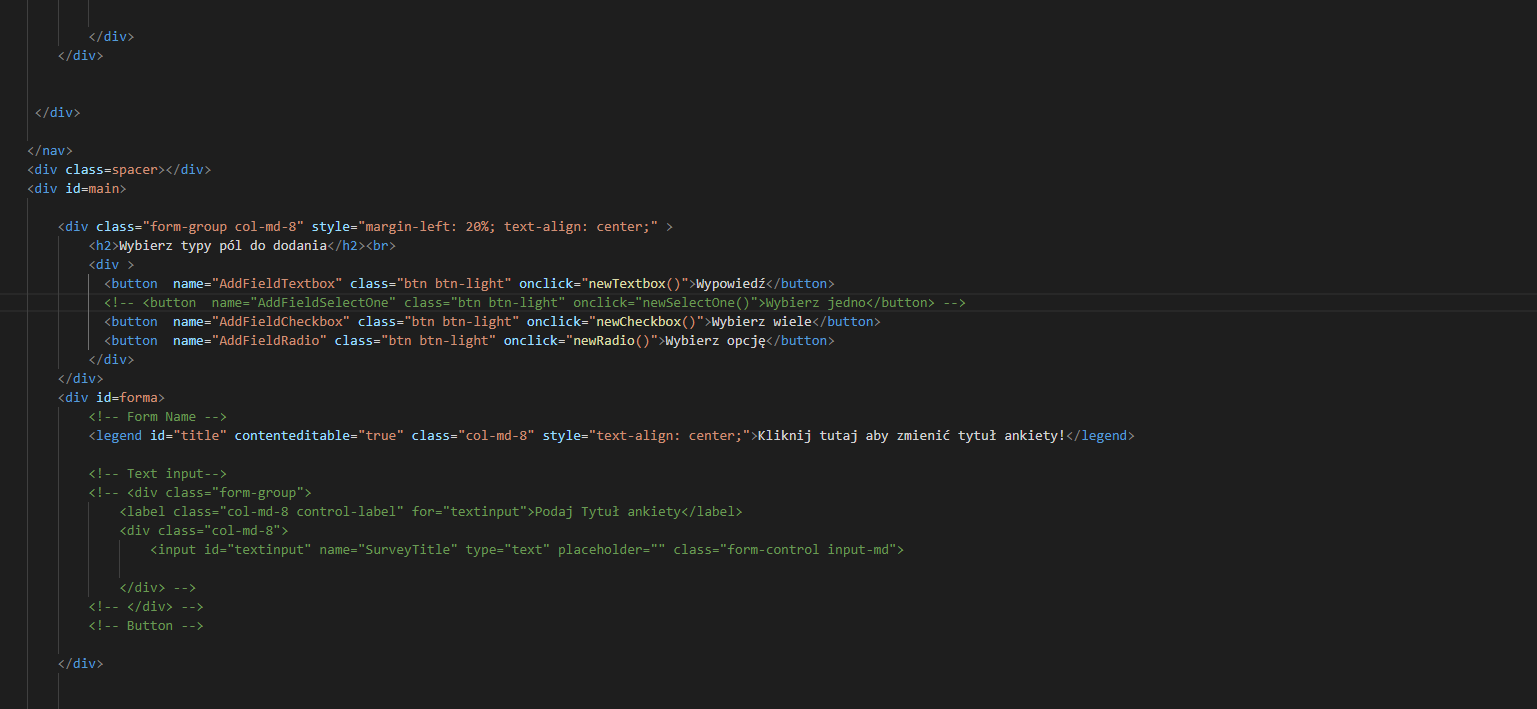 </div>
</div>
</div>
</nav>
<div class=spacer></div>
<div id=main>
<div class="form-group col-md-8" style="margin-left: 20%; text-align: center;" >
<h2>Wybierz typy pól do dodania</h2><br>
<div >
<button  name="AddFieldTextbox" class="btn btn-light" onclick="newTextbox()">Wypowiedź</button>
<!-- <button  name="AddFieldSelectOne" class="btn btn-light" onclick="newSelectOne()">Wybierz jedno</button> -->
<button  name="AddFieldCheckbox" class="btn btn-light" onclick="newCheckbox()">Wybierz wiele</button>
<button  name="AddFieldRadio" class="btn btn-light" onclick="newRadio()">Wybierz opcję</button>
</div>
</div>
<div id=forma>
<!-- Form Name -->
<legend id="title" contenteditable="true" class="col-md-8" style="text-align: center;">Kliknij tutaj aby zmienić tytuł ankiety!</legend>
<!-- Text input-->
<!-- <div class="form-group">
<label class="col-md-8 control-label" for="textinput">Podaj Tytuł ankiety</label>
<div class="col-md-8">
<input id="textinput" name="SurveyTitle" type="text" placeholder="" class="form-control input-md">
</div> -->
<!-- </div> -->
<!-- Button -->
</div>